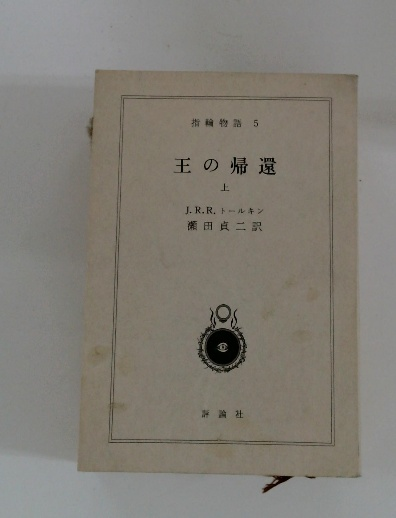 指輪物語 5
王の帰還
上
J.R.R.トールキン
瀬田貞二訳
評論社